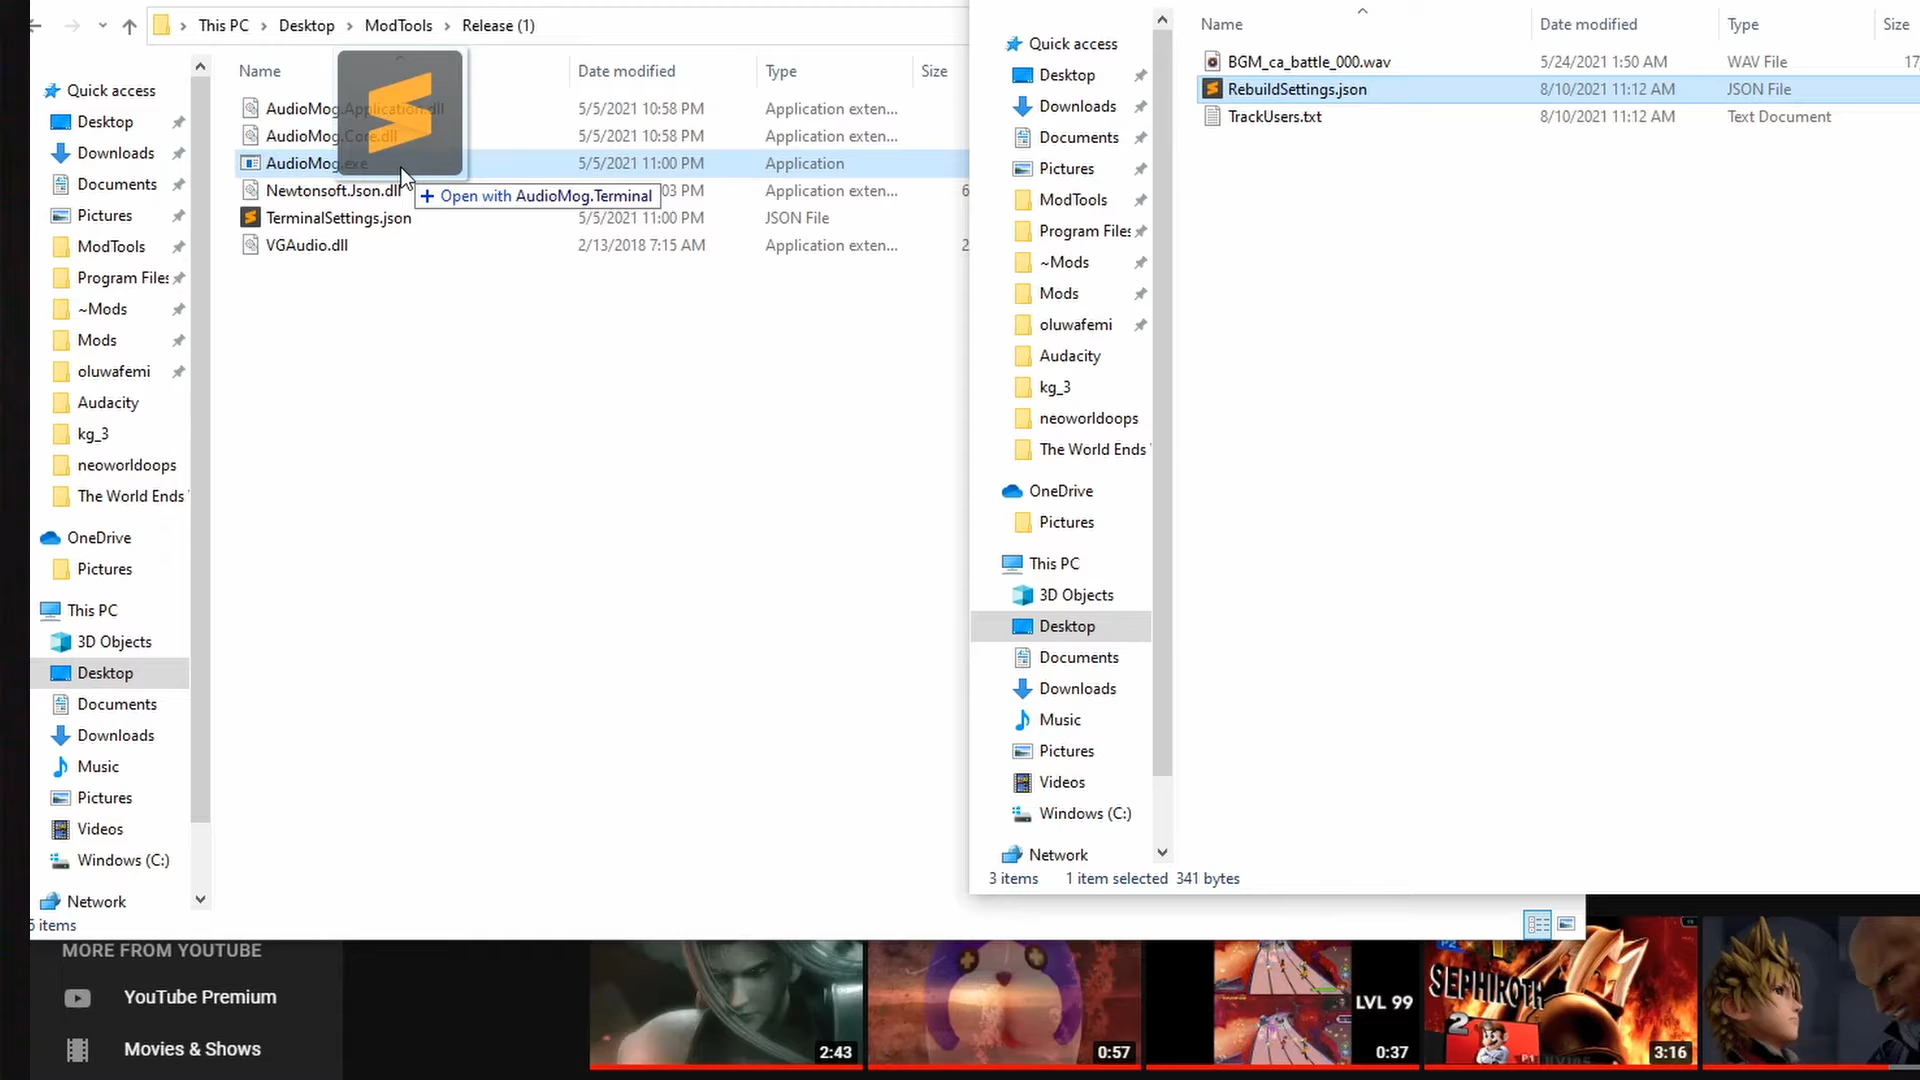 This PC > Desktop > ModTools > Release (1)
Name
Date modified
Type
Size
AudioMog.Application.dll
5/5/2021 10:58 PM
Application exten...
AudioMog.Core.dll
5/5/2021 10:58 PM
Application exten...
AudioMog.exe
5/5/2021 11:00 PM
Application
Newtonsoft.Json.dll
03 PM
Application exten...
6
+ Open with AudioMog.Terminal
TerminalSettings.json
5/5/2021 11:00 PM
JSON File
VGAudio.dll
2/13/2018 7:15 AM
Application exten...
2
Quick access
Desktop
Downloads
Documents
Pictures
ModTools
Program Files
~Mods
Mods
oluwafemi
Audacity
kg_3
neoworldoops
The World Ends
OneDrive
Pictures
This PC
3D Objects
Desktop
Documents
Downloads
Music
Pictures
Videos
Windows (C:)
Network
items
Name
Date modified
Type
Size
BGM_ca_battle_000.wav
5/24/2021 1:50 AM
WAV File
17,
RebuildSettings.json
8/10/2021 11:12 AM
JSON File
TrackUsers.txt
8/10/2021 11:12 AM
Text Document
Quick access
Desktop
Downloads
Documents
Pictures
ModTools
Program Files
~Mods
Mods
oluwafemi
Audacity
kg_3
neoworldoops
The World Ends
OneDrive
Pictures
This PC
3D Objects
Desktop
Documents
Downloads
Music
Pictures
Videos
Windows (C:)
Network
3 items 1 item selected 341 bytes
MORE FROM YOUTUBE
YouTube Premium
Movies & Shows
2:43
0:57
LVL 99
0:37
P2
SEPHIROTH
2
P1
3:16